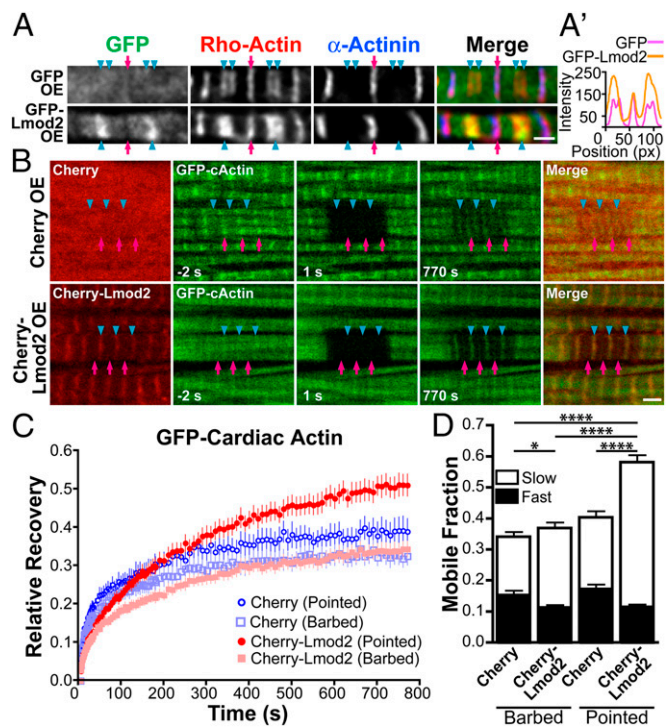 A
GFP
Rho-Actin
α-Actinin
Merge
A'
GFP
GFP-Lmod2
GFP
OE
GFP-
Lmod2
OE
Intensity
250
150
50
0
0
50
100
Position (px)
B
Cherry OE
Cherry
GFP-cActin
-2 s
1 s
770 s
Merge
Cherry-
Lmod2 OE
Cherry-Lmod2
GFP-cActin
-2 s
1 s
770 s
Merge
C
GFP-Cardiac Actin
Relative Recovery
0.6
0.5
0.4
0.3
0.2
0.1
0.0
0
100
200
300
400
500
600
700
800
Time (s)
Cherry (Pointed)
Cherry (Barbed)
Cherry-Lmod2 (Pointed)
Cherry-Lmod2 (Barbed)
D
Mobile Fraction
0.7
0.6
0.5
0.4
0.3
0.2
0.1
0.0
****
****
*
****
Slow
Fast
Cherry
Cherry-
Lmod2
Cherry
Cherry-
Lmod2
Barbed
Pointed